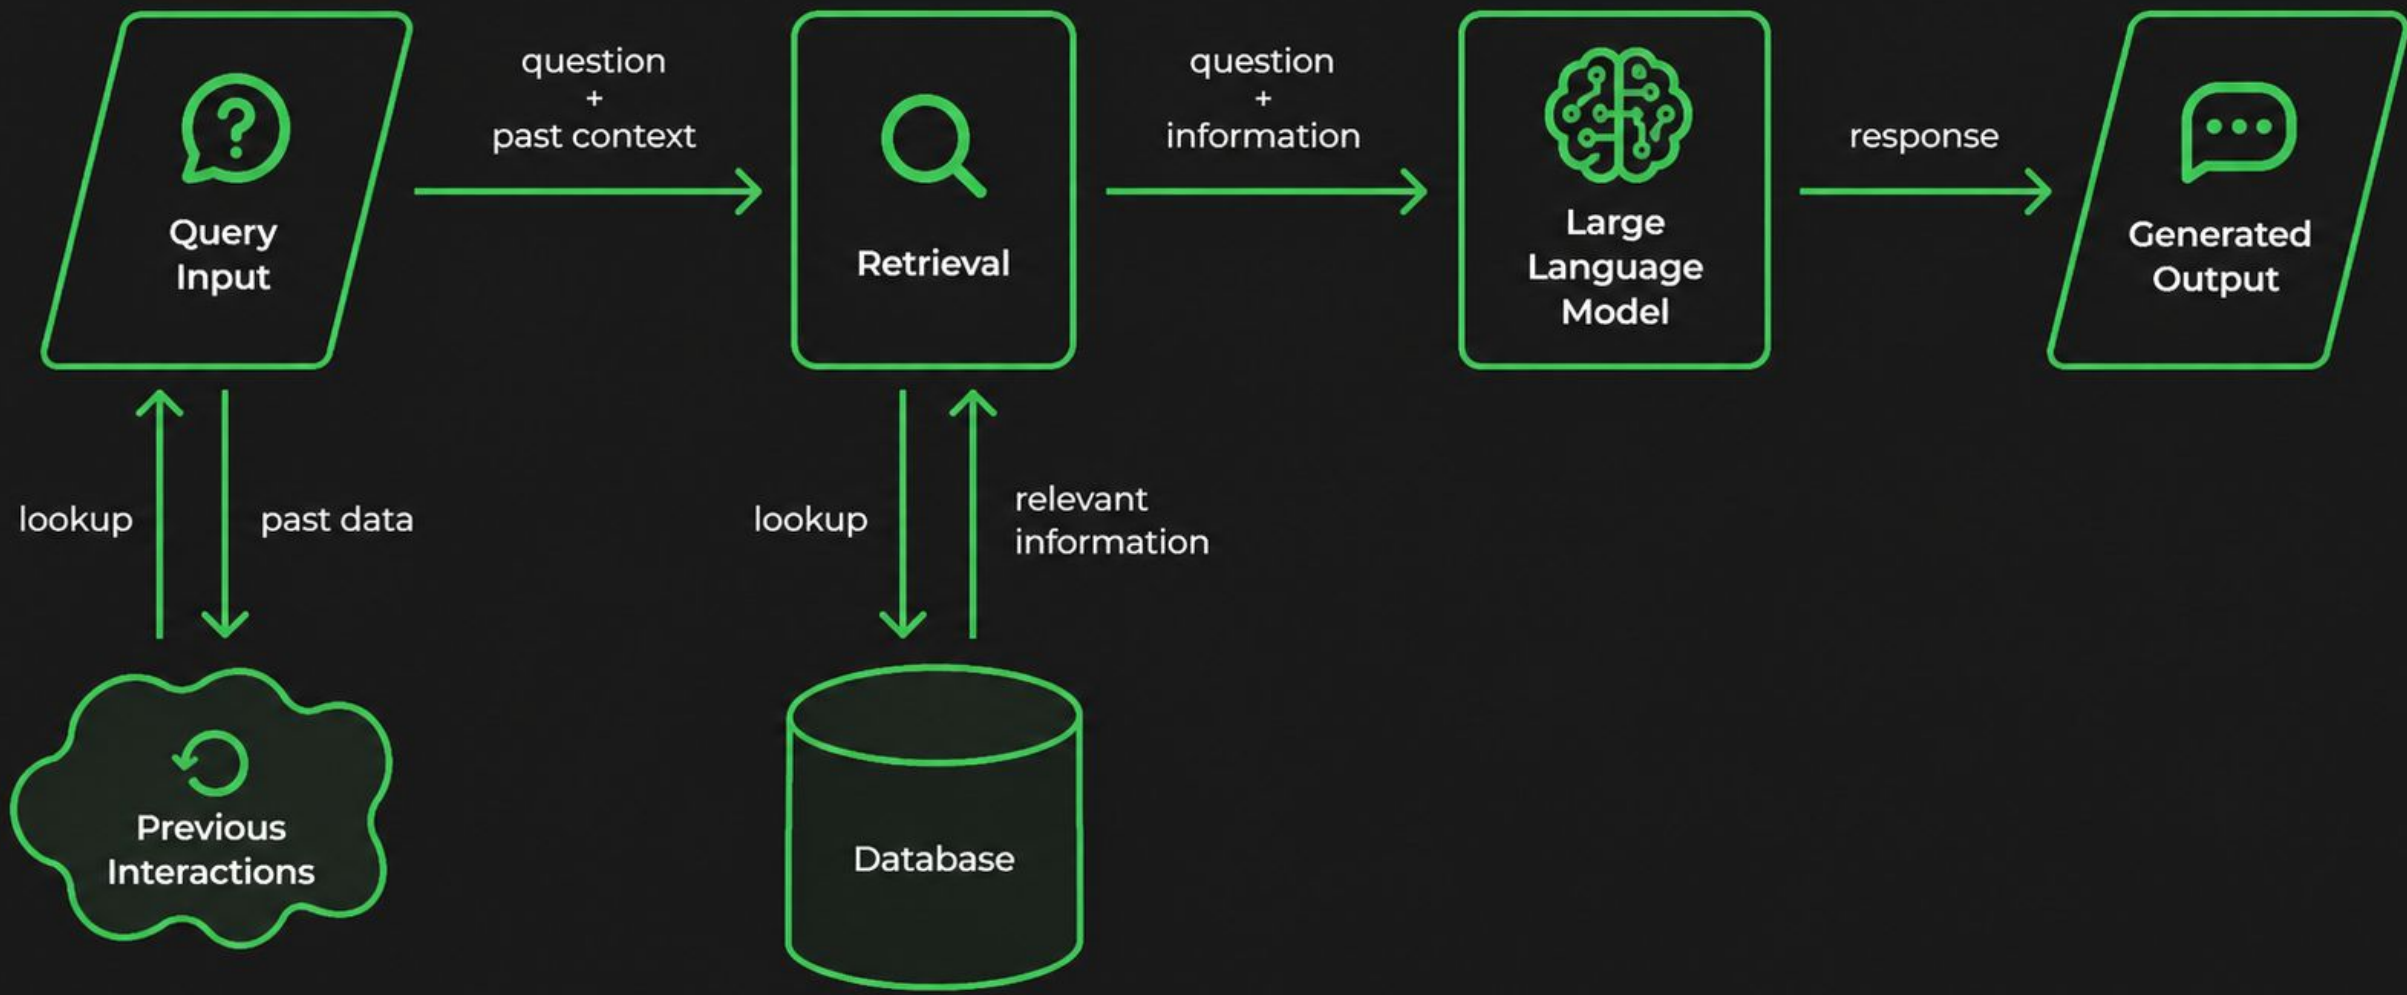 Query
Input
question
+
past context
Retrieval
question
+
information
Large
Language
Model
response
Generated
Output
lookup
past data
lookup
relevant
information
Previous
Interactions
Database